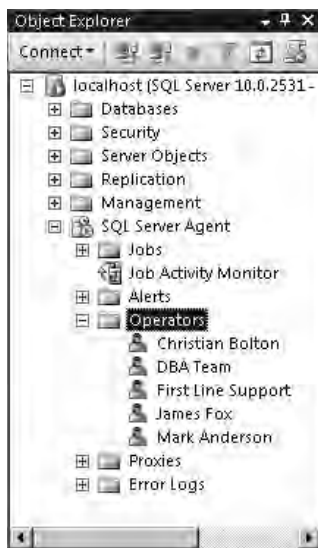 Object Explorer
Connect
localhost (SQL Server 10.0.2531 -
Databases
Security
Server Objects
Replication
Management
SQL Server Agent
Jobs
Job Activity Monitor
Alerts
Operators
Christian Bolton
DBA Team
First Line Support
James Fox
Mark Anderson
Proxies
Error Logs